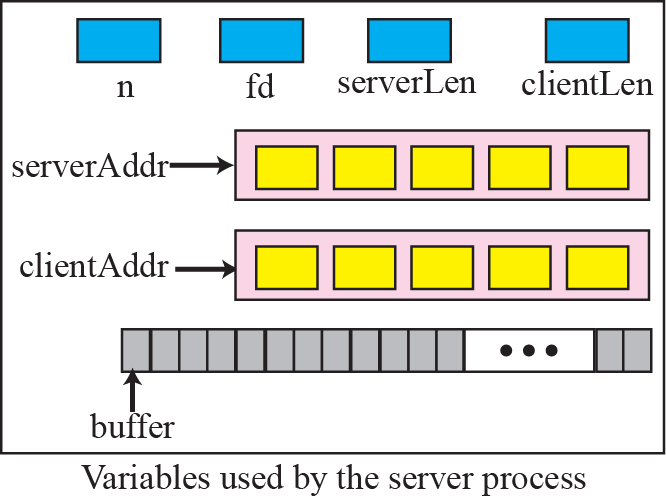 n fd serverLen clientLen
serverAddr
clientAddr
buffer
Variables used by the server process